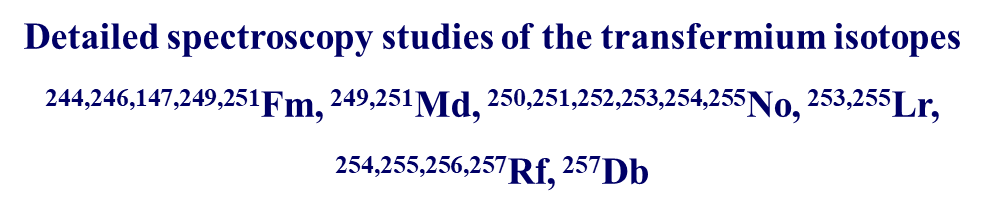 Detailed spectroscopy studies of the transfermium isotopes
244,246,147,249,251Fm, 249,251Md, 250,251,252,253,254,255No, 253,255Lr,
254,255,256,257Rf, 257Db